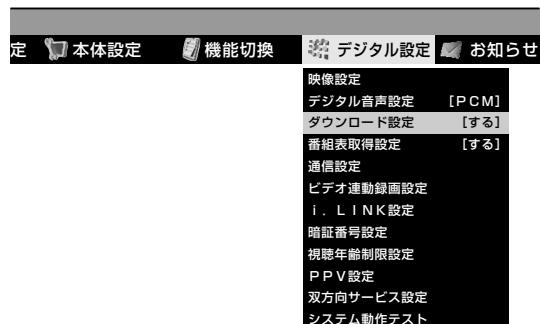 定 本体設定 機能切換 デジタル設定 お知らせ
映像設定
デジタル音声設定 [PCM]
ダウンロード設定 [する]
番組表取得設定 [する]
通信設定
ビデオ連動録画設定
i.LINK設定
暗証番号設定
視聴年齢制限設定
PPV設定
双方向サービス設定
システム動作テスト